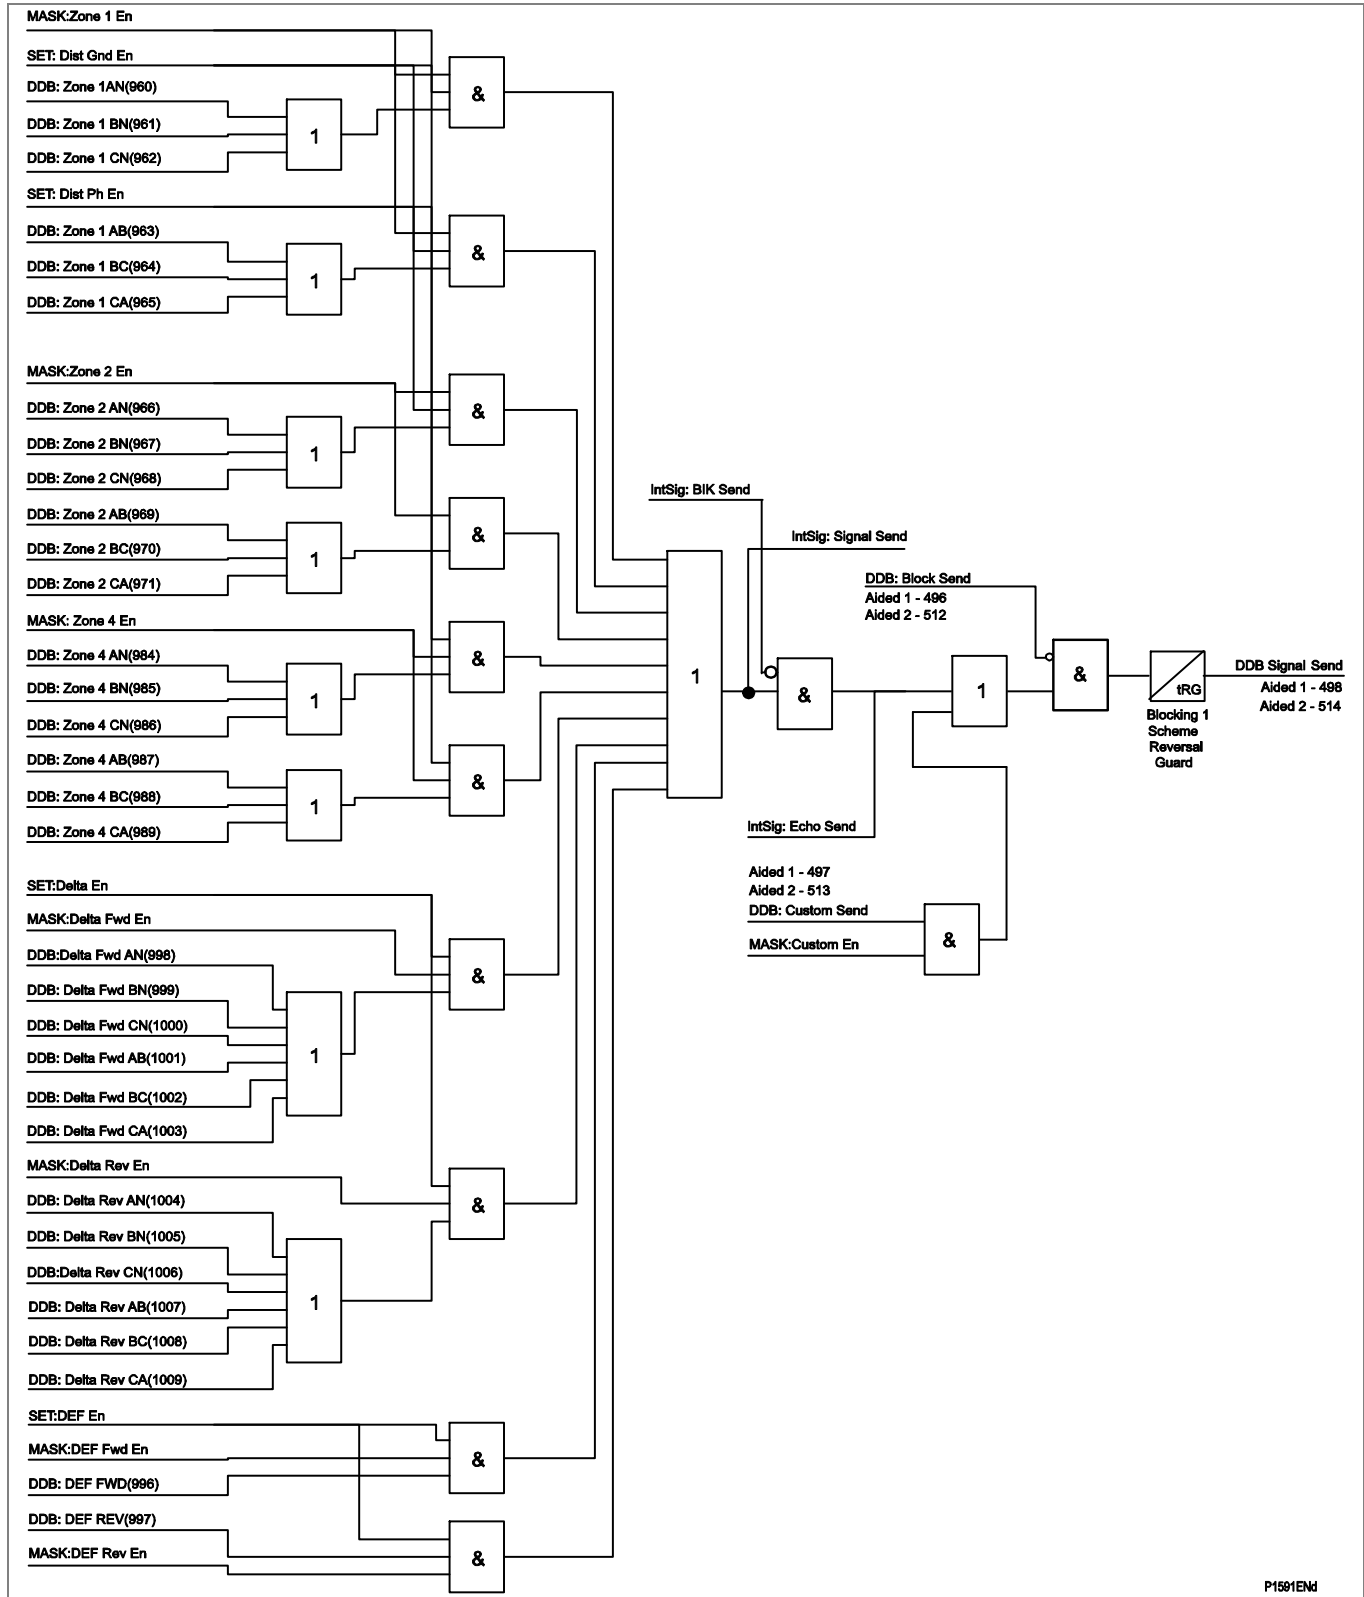 MASK:Zone 1 En
SET: Dist Gnd En
DDB: Zone 1AN(960)
DDB: Zone 1 BN(961)
DDB: Zone 1 CN(962)
1
&
SET: Dist Ph En
DDB: Zone 1 AB(963)
DDB: Zone 1 BC(964)
DDB: Zone 1 CA(965)
1
&
MASK:Zone 2 En
DDB: Zone 2 AN(966)
DDB: Zone 2 BN(967)
DDB: Zone 2 CN(968)
1
&
DDB: Zone 2 AB(969)
DDB: Zone 2 BC(970)
DDB: Zone 2 CA(971)
1
&
MASK: Zone 4 En
DDB: Zone 4 AN(984)
DDB: Zone 4 BN(985)
DDB: Zone 4 CN(986)
1
&
DDB: Zone 4 AB(987)
DDB: Zone 4 BC(988)
DDB: Zone 4 CA(989)
1
&
SET:Delta En
MASK:Delta Fwd En
DDB:Delta Fwd AN(998)
DDB: Delta Fwd BN(999)
DDB: Delta Fwd CN(1000)
DDB: Delta Fwd AB(1001)
DDB: Delta Fwd BC(1002)
DDB: Delta Fwd CA(1003)
1
&
MASK:Delta Rev En
DDB: Delta Rev AN(1004)
DDB: Delta Rev BN(1005)
DDB:Delta Rev CN(1006)
DDB: Delta Rev AB(1007)
DDB: Delta Rev BC(1008)
DDB: Delta Rev CA(1009)
1
&
SET:DEF En
MASK:DEF Fwd En
DDB: DEF FWD(996)
&
DDB: DEF REV(997)
MASK:DEF Rev En
&
1
IntSig: BlK Send
IntSig: Signal Send
&
DDB: Block Send
Aided 1 - 496
Aided 2 - 512
1
&
tRG
Blocking 1
Scheme
Reversal
Guard
DDB Signal Send
Aided 1 - 498
Aided 2 - 514
IntSig: Echo Send
Aided 1 - 497
Aided 2 - 513
DDB: Custom Send
MASK:Custom En
&
P1591ENd